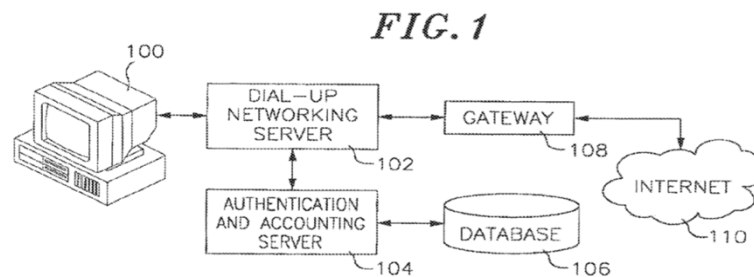 FIG. 1
100
DIAL-UP
NETWORKING
SERVER
102
GATEWAY
108
INTERNET
110
AUTHENTICATION
AND ACCOUNTING
SERVER
104
DATABASE
106